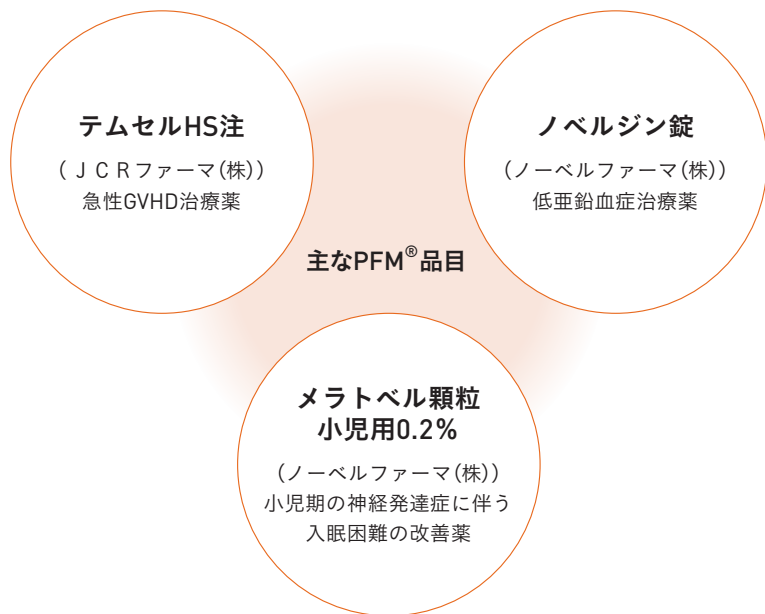 テムセルHS注
(ＪＣＲファーマ(株))
急性GVHD治療薬
ノベルジン錠
(ノーベルファーマ(株))
低亜鉛血症治療薬
主なPFM®品目
メラトベル顆粒
小児用0.2%
(ノーベルファーマ(株))
小児期の神経発達症に伴う
入眠困難の改善薬